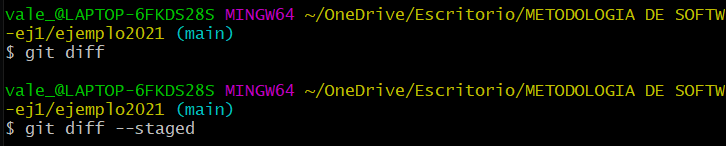 vale_@LAPTOP-6FKDS28S MINGW64 ~/OneDrive/Escritorio/METODOLOGIA DE SOFTW
-ej1/ejemplo2021 (main)
$ git diff
vale_@LAPTOP-6FKDS28S MINGW64 ~/OneDrive/Escritorio/METODOLOGIA DE SOFTW
-ej1/ejemplo2021 (main)
$ git diff --staged